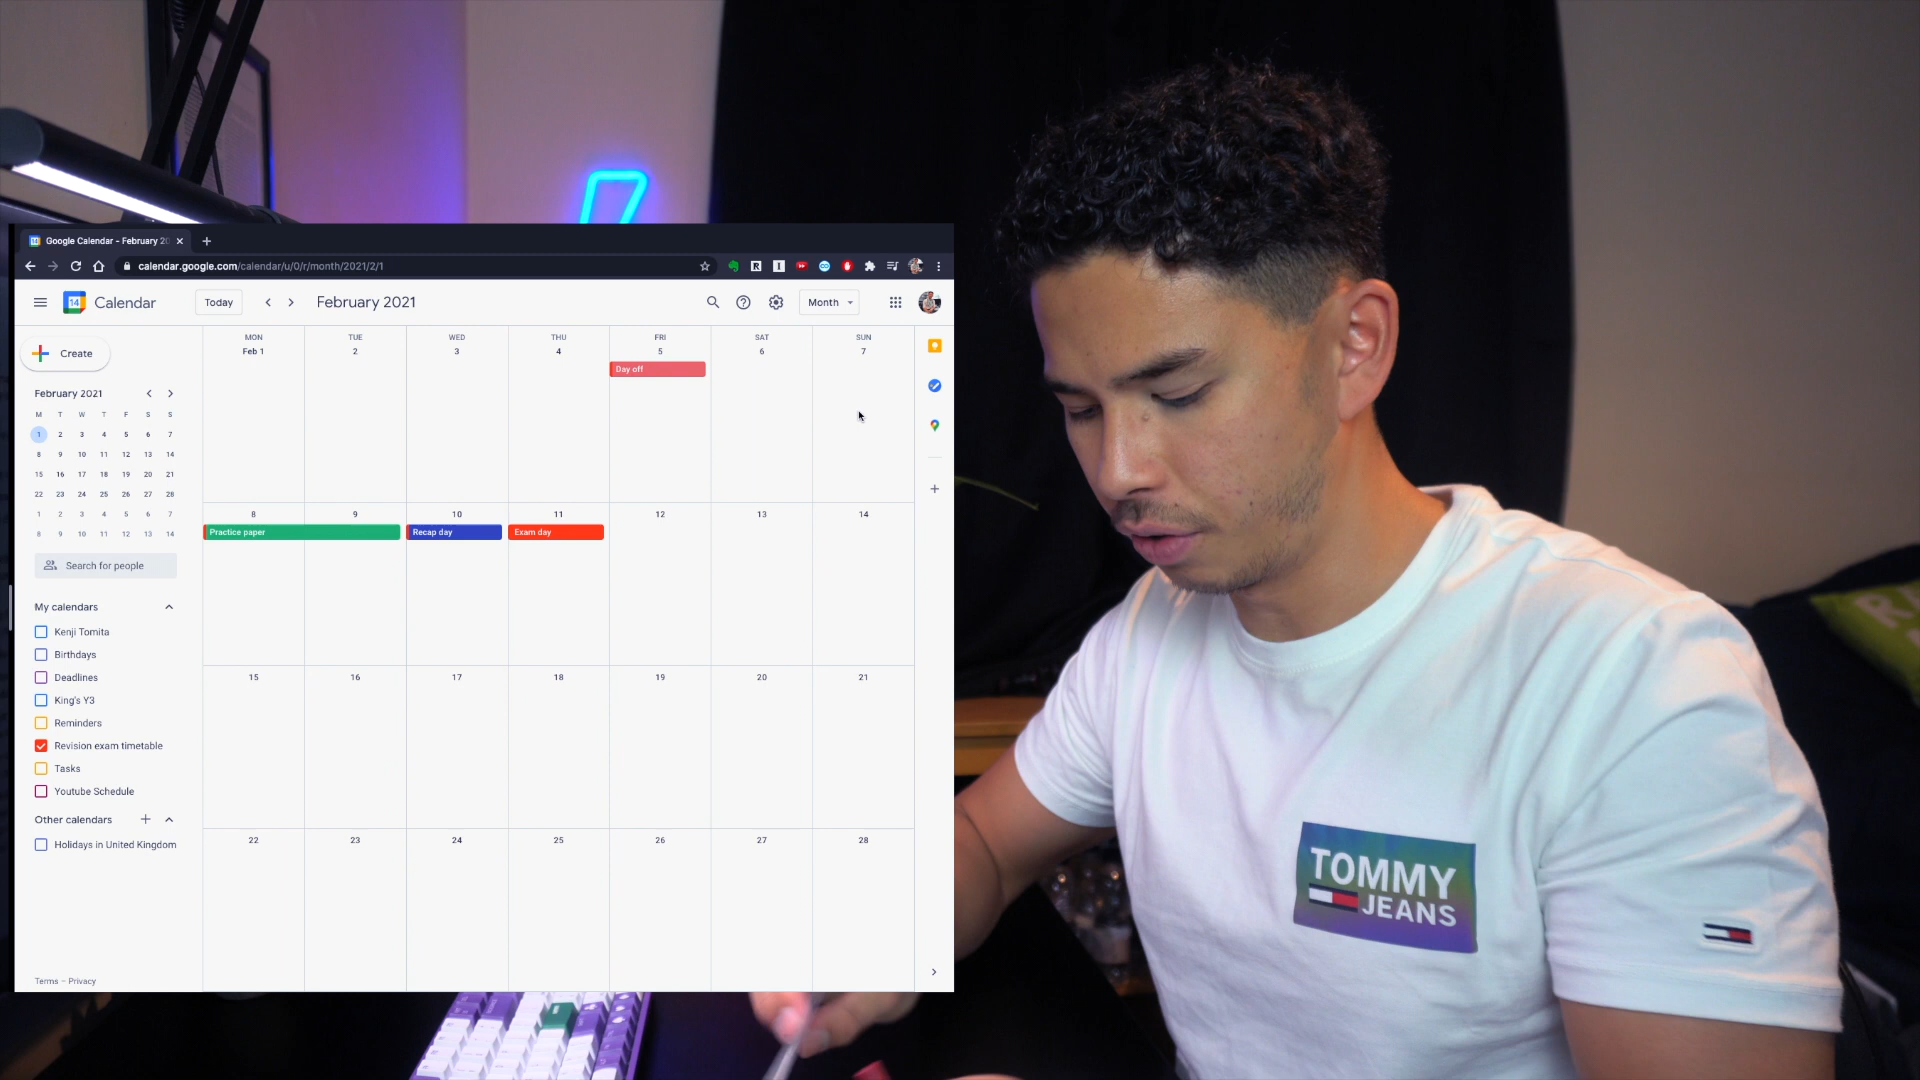 Google Calendar - February 20
calendar.google.com/calendar/u/0/r/month/2021/2/1
14 Calendar Today February 2021 Month
Create
February 2021
M T W T F S S
1 2 3 4 5 6 7
8 9 10 11 12 13 14
15 16 17 18 19 20 21
22 23 24 25 26 27 28
1 2 3 4 5 6 7
8 9 10 11 12 13 14
Search for people
My calendars
Kenji Tomita
Birthdays
Deadlines
King's Y3
Reminders
Revision exam timetable
Tasks
Youtube Schedule
Other calendars
Holidays in United Kingdom
Terms – Privacy
MON TUE WED THU FRI SAT SUN
Feb 1 2 3 4 5 6 7
Day off
8 9 10 11 12 13 14
Practice paper Recap day Exam day
15 16 17 18 19 20 21
22 23 24 25 26 27 28
TOMMY
JEANS